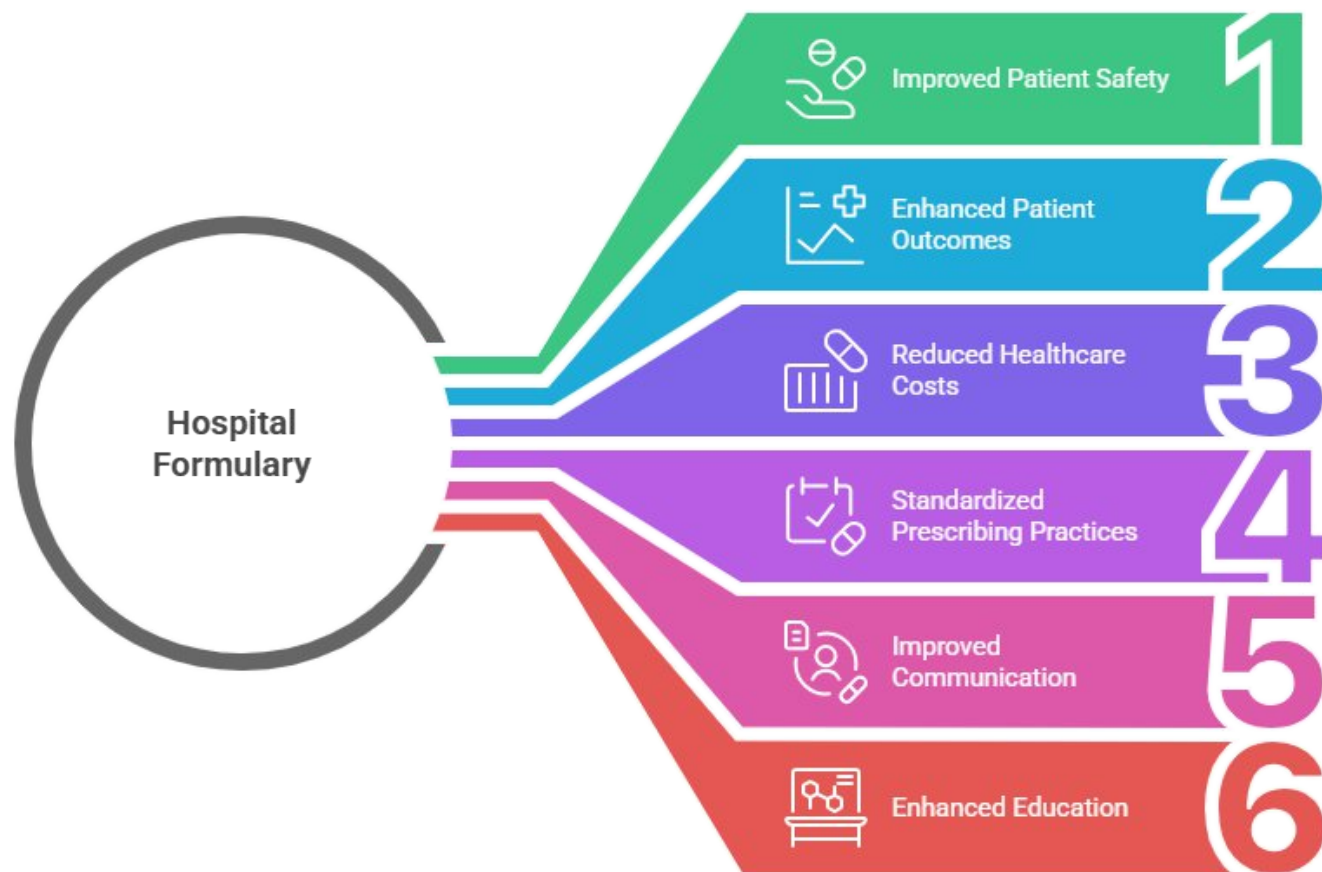 Hospital
Formulary
Improved Patient Safety
1
Enhanced Patient
Outcomes
2
Reduced Healthcare
Costs
3
Standardized
Prescribing Practices
4
Improved
Communication
5
Enhanced Education
6